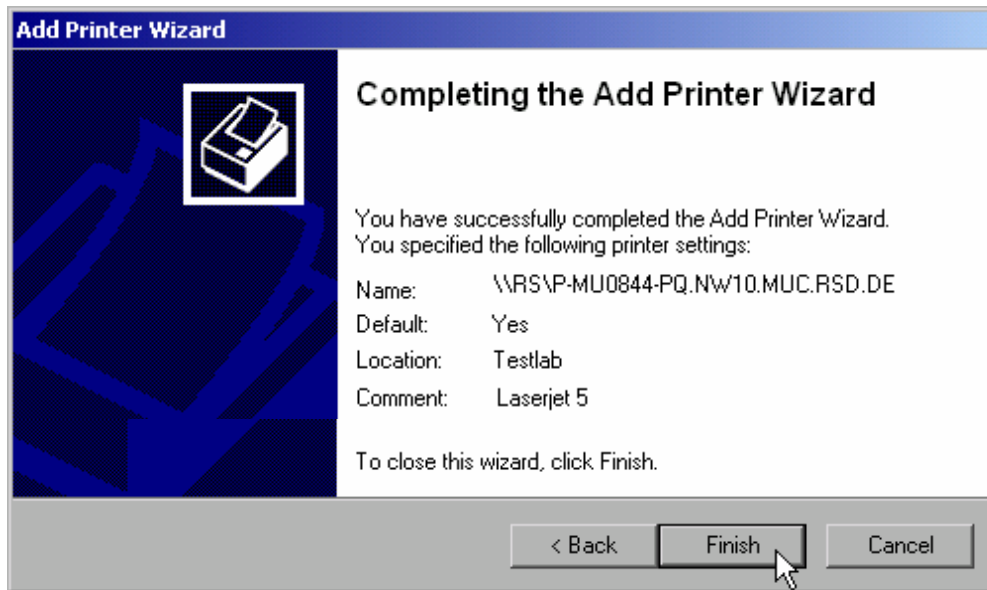 Add Printer Wizard
Completing the Add Printer Wizard
You have successfully completed the Add Printer Wizard.
You specified the following printer settings:
Name: \\RS\P-MU0844-PQ.NW10.MUC.RSD.DE
Default: Yes
Location: Testlab
Comment: Laserjet 5
To close this wizard, click Finish.
< Back Finish Cancel